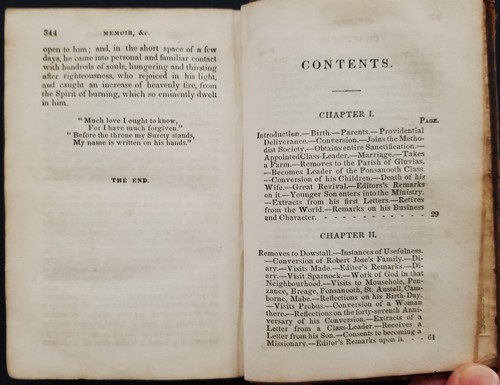 344 MEMOIR, &c.
open to him; and, in the short space of a few
days, he came into personal and familiar contact
with hundreds of souls, hungering and thirsting
after righteousness, who rejoiced in his light,
and caught an increase of heavenly fire, from
the Spirit of burning, which so eminently dwelt
in him.
"Much love I ought to know,
For I have much forgiven."
"Before the throne my Surety stands,
My name is written on his hands."
THE END.
CONTENTS.
CHAPTER I.
PAGE.
Introduction.—Birth.—Parents.—Providential
Deliverance.—Conversion.—Joins the Metho-
dist Society.—Obtains entire Sanctification.—
Appointed Class-Leader.—Marriage.—Takes
a Farm.—Removes to the Parish of Gluvias.
—Becomes Leader of the Ponsanooth Class.
—Conversion of his Children.—Death of his
Wife.—Great Revival.—Editor's Remarks
on it.—Younger Son enters into the Ministry.
—Extracts from his first Letters.—Retires
from the World.—Remarks on his Business
and Character. - - - - - - - - - - - 29
CHAPTER II.
Removes to Dowstall.—Instances of Usefulness.
—Conversion of Robert Jose's Family.—Di-
ary.—Visits Made.—Editor's Remarks.—Di-
ary.—Visit Sparnock.—Work of God in that
Neighbourhood.—Visits to Mousehole, Pen-
zance, Breage, Ponsanooth, St. Austell, Cam-
borne, Mabe.—Reflections on his Birth-Day.
—Visits Probus.—Conversion of a Woman
there.—Reflections on the forty-seventh Anni-
versary of his Conversion.—Extracts of a
Letter from a Class-Leader.—Receives a
Letter from his Son.—Consents to becoming a
Missionary.—Editor's Remarks upon it. - - 61